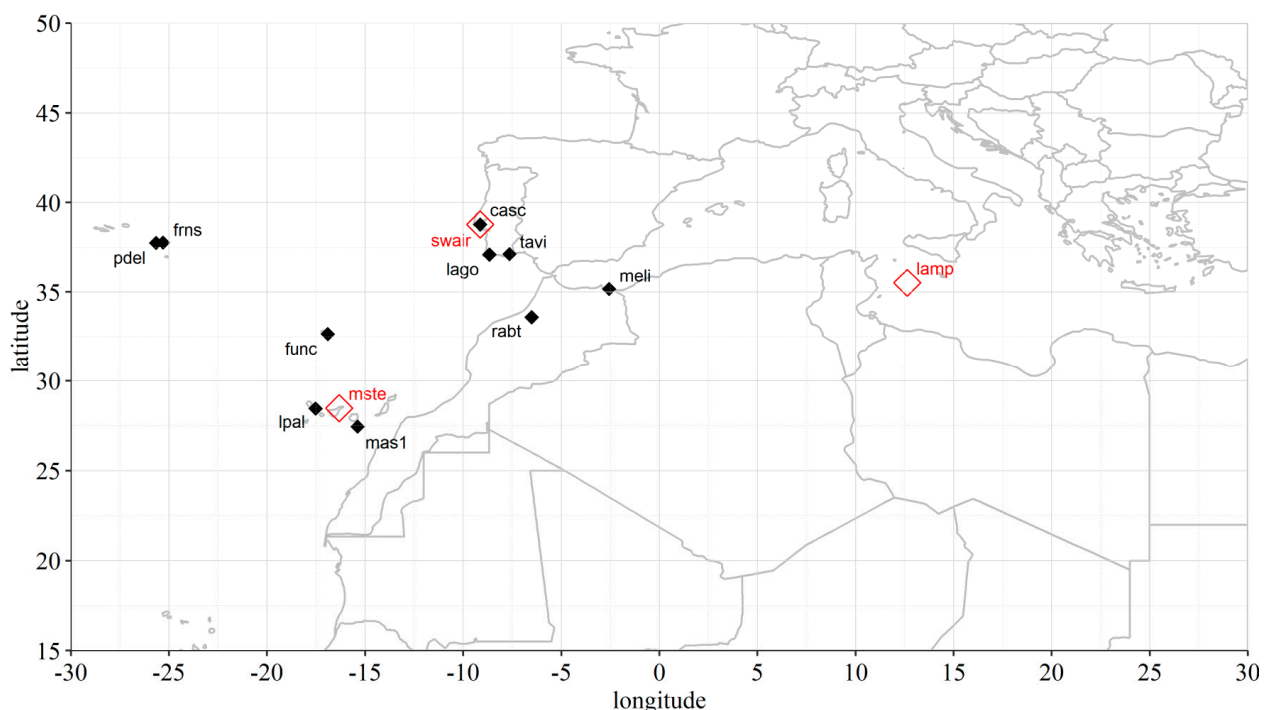 50
45
40
35
30
25
20
15
latitude
casc
swair
frns
pdel
tavi
lago
meli
lamp
rabt
func
mste
lpal
mas1
-30 -25 -20 -15 -10 -5 0 5 10 15 20 25 30
longitude